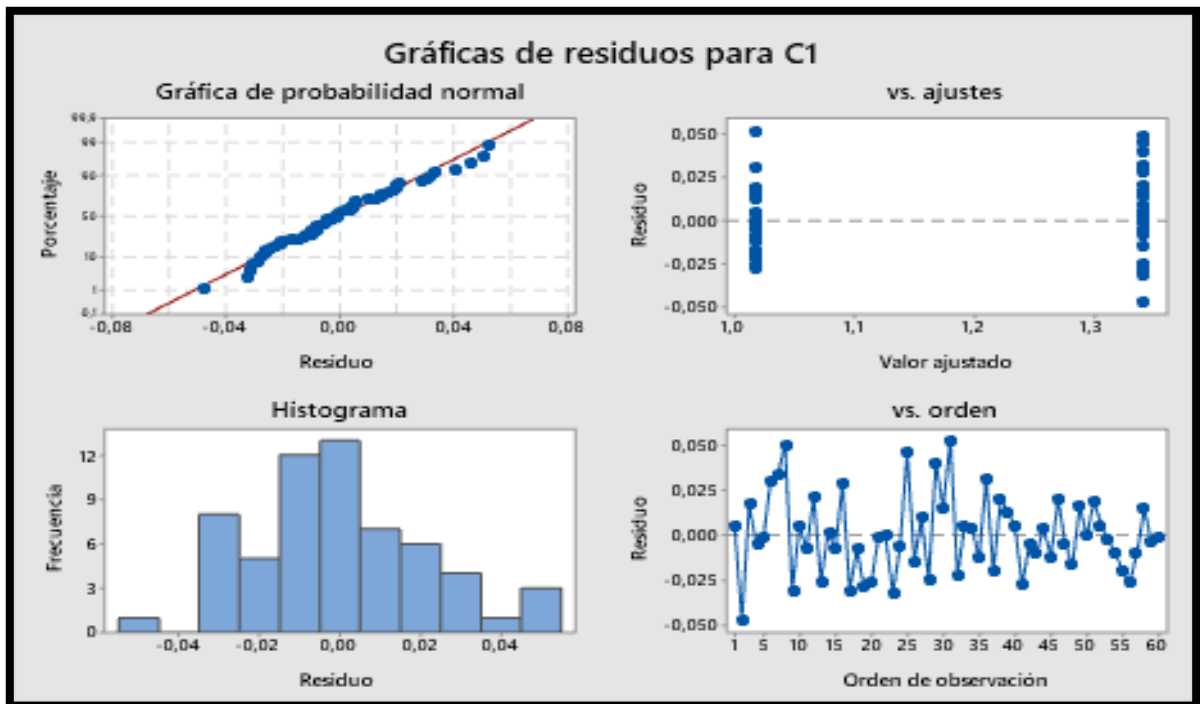 Gráficas de residuos para C1
Gráfica de probabilidad normal
99,9
99
90
50
10
1
0,1
Porcentaje
-0,08 -0,04 0,00 0,04 0,08
Residuo
vs. ajustes
0,050
0,025
0,000
-0,025
-0,050
Residuo
1,0 1,1 1,2 1,3
Valor ajustado
Histograma
12
9
6
3
0
Frecuencia
-0,04 -0,02 0,00 0,02 0,04
Residuo
vs. orden
0,050
0,025
0,000
-0,025
-0,050
Residuo
1 5 10 15 20 25 30 35 40 45 50 55 60
Orden de observación